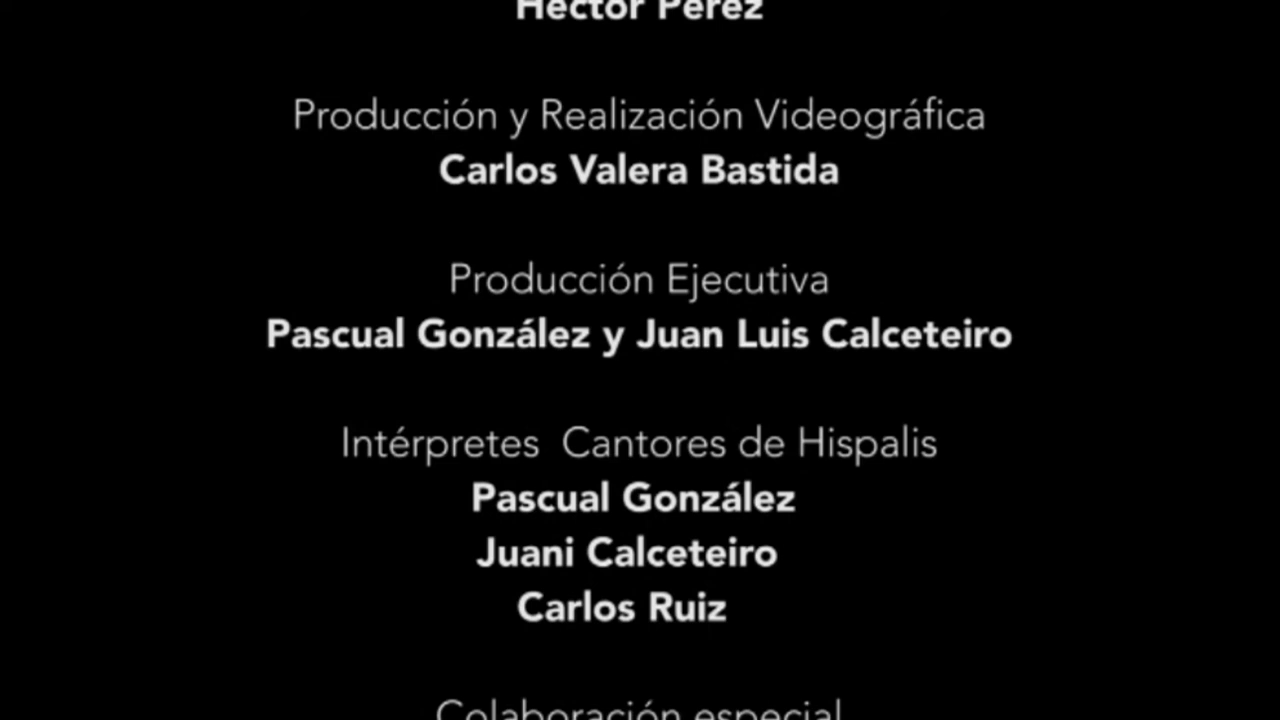 Héctor Pérez
Producción y Realización Videográfica
Carlos Valera Bastida
Producción Ejecutiva
Pascual González y Juan Luis Calceteiro
Intérpretes  Cantores de Hispalis
Pascual González
Juani Calceteiro
Carlos Ruiz
Colaboración especial